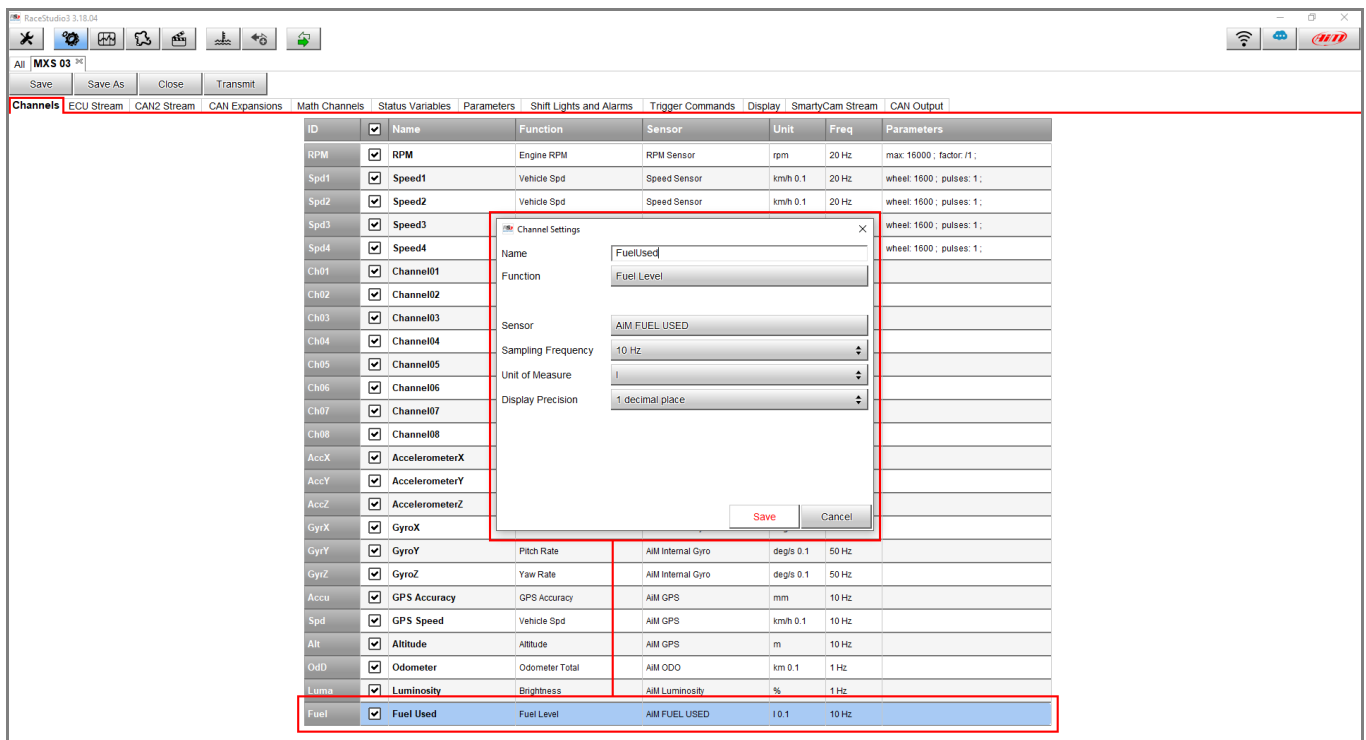 RaceStudio3 3.18.04
AiM
All MXS 03
Save Save As Close Transmit
Channels ECU Stream CAN2 Stream CAN Expansions Math Channels Status Variables Parameters Shift Lights and Alarms Trigger Commands Display SmartyCam Stream CAN Output
ID Name Function Sensor Unit Freq Parameters
RPM RPM Engine RPM RPM Sensor rpm 20 Hz max: 16000 ; factor: /1 ;
Spd1 Speed1 Vehicle Spd Speed Sensor km/h 0.1 20 Hz wheel: 1600 ; pulses: 1 ;
Spd2 Speed2 Vehicle Spd Speed Sensor km/h 0.1 20 Hz wheel: 1600 ; pulses: 1 ;
Spd3 Speed3 wheel: 1600 ; pulses: 1 ;
Spd4 Speed4 wheel: 1600 ; pulses: 1 ;
Ch01 Channel01
Ch02 Channel02
Ch03 Channel03
Ch04 Channel04
Ch05 Channel05
Ch06 Channel06
Ch07 Channel07
Ch08 Channel08
AccX AccelerometerX
AccY AccelerometerY
AccZ AccelerometerZ
GyrX GyroX
GyrY GyroY Pitch Rate AiM Internal Gyro deg/s 0.1 50 Hz
GyrZ GyroZ Yaw Rate AiM Internal Gyro deg/s 0.1 50 Hz
Accu GPS Accuracy GPS Accuracy AiM GPS mm 10 Hz
Spd GPS Speed Vehicle Spd AiM GPS km/h 0.1 10 Hz
Alt Altitude Altitude AiM GPS m 10 Hz
OdD Odometer Odometer Total AiM ODO km 0.1 1 Hz
Luma Luminosity Brightness AiM Luminosity % 1 Hz
Fuel Fuel Used Fuel Level AiM FUEL USED l 0.1 10 Hz
Channel Settings
Name FuelUsed
Function Fuel Level
Sensor AiM FUEL USED
Sampling Frequency 10 Hz
Unit of Measure l
Display Precision 1 decimal place
Save Cancel